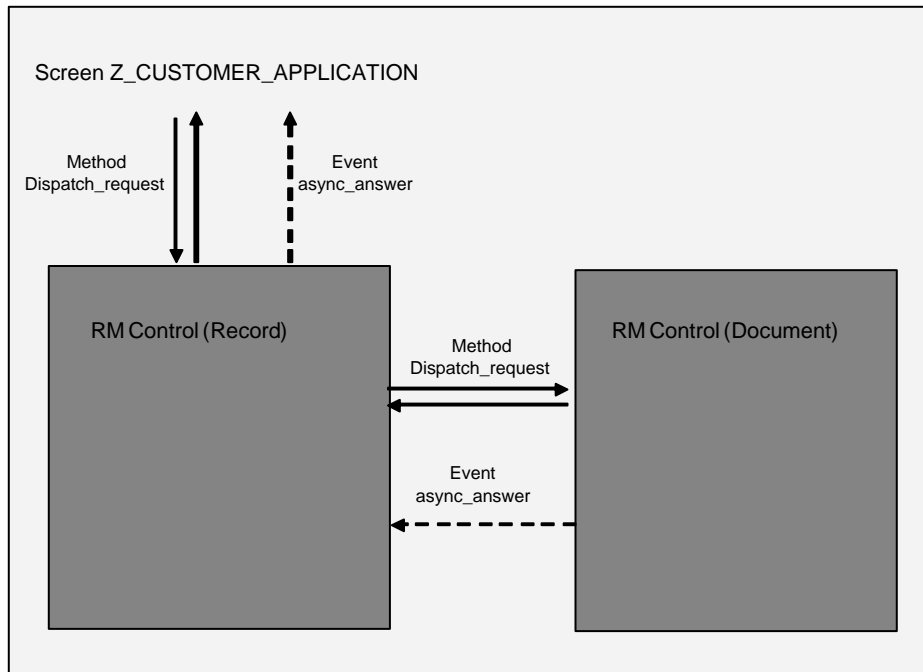 Screen Z_CUSTOMER_APPLICATION
Method
Dispatch_request
Event
async_answer
RM Control (Record)
RM Control (Document)
Method
Dispatch_request
Event
async_answer